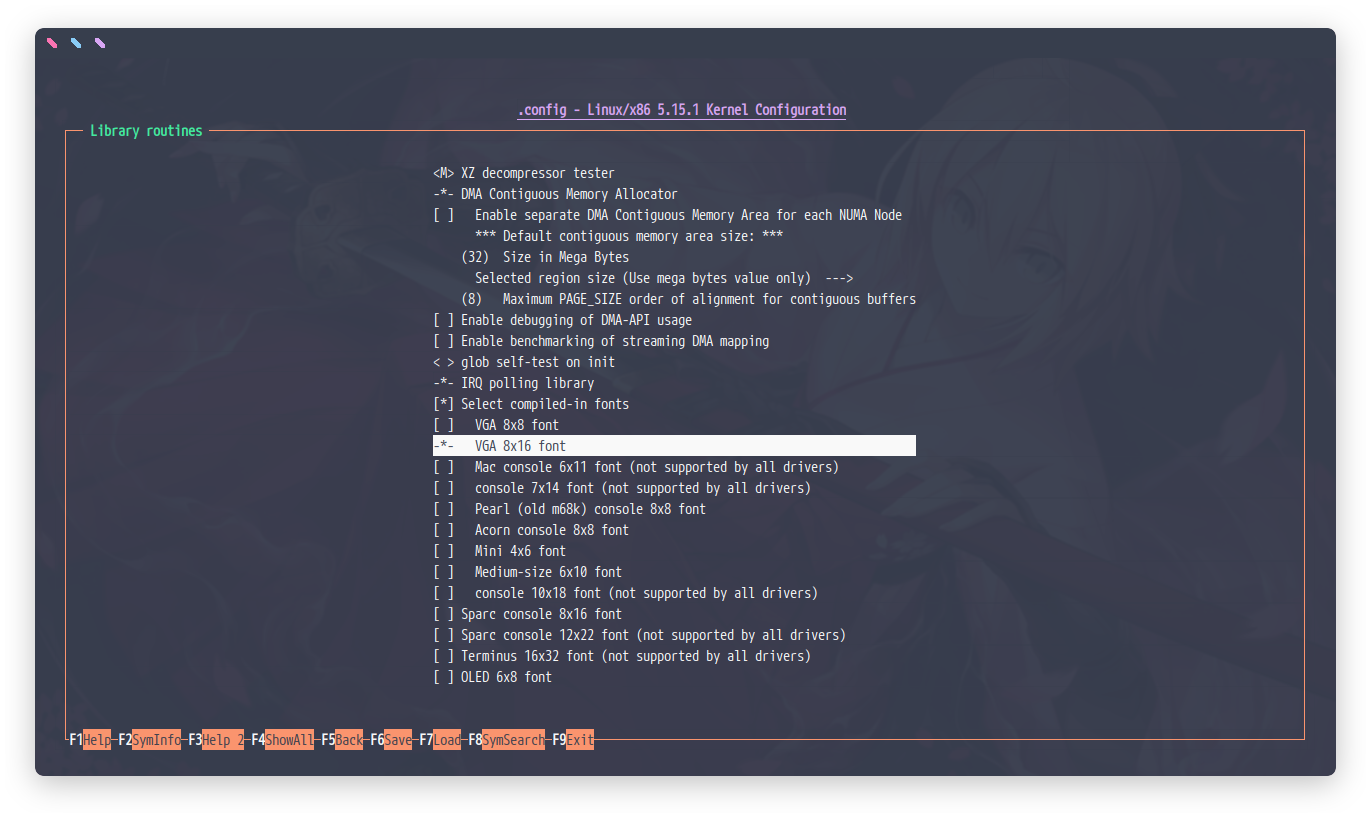 .config - Linux/x86 5.15.1 Kernel Configuration
Library routines
<M> XZ decompressor tester
-*- DMA Contiguous Memory Allocator
[ ]   Enable separate DMA Contiguous Memory Area for each NUMA Node
*** Default contiguous memory area size: ***
(32)  Size in Mega Bytes
Selected region size (Use mega bytes value only)  --->
(8)   Maximum PAGE_SIZE order of alignment for contiguous buffers
[ ] Enable debugging of DMA-API usage
[ ] Enable benchmarking of streaming DMA mapping
< > glob self-test on init
-*- IRQ polling library
[*] Select compiled-in fonts
[ ]   VGA 8x8 font
-*-   VGA 8x16 font
[ ]   Mac console 6x11 font (not supported by all drivers)
[ ]   console 7x14 font (not supported by all drivers)
[ ]   Pearl (old m68k) console 8x8 font
[ ]   Acorn console 8x8 font
[ ]   Mini 4x6 font
[ ]   Medium-size 6x10 font
[ ]   console 10x18 font (not supported by all drivers)
[ ] Sparc console 8x16 font
[ ] Sparc console 12x22 font (not supported by all drivers)
[ ] Terminus 16x32 font (not supported by all drivers)
[ ] OLED 6x8 font
F1Help F2SymInfo F3Help 2 F4ShowAll F5Back F6Save F7Load F8SymSearch F9Exit